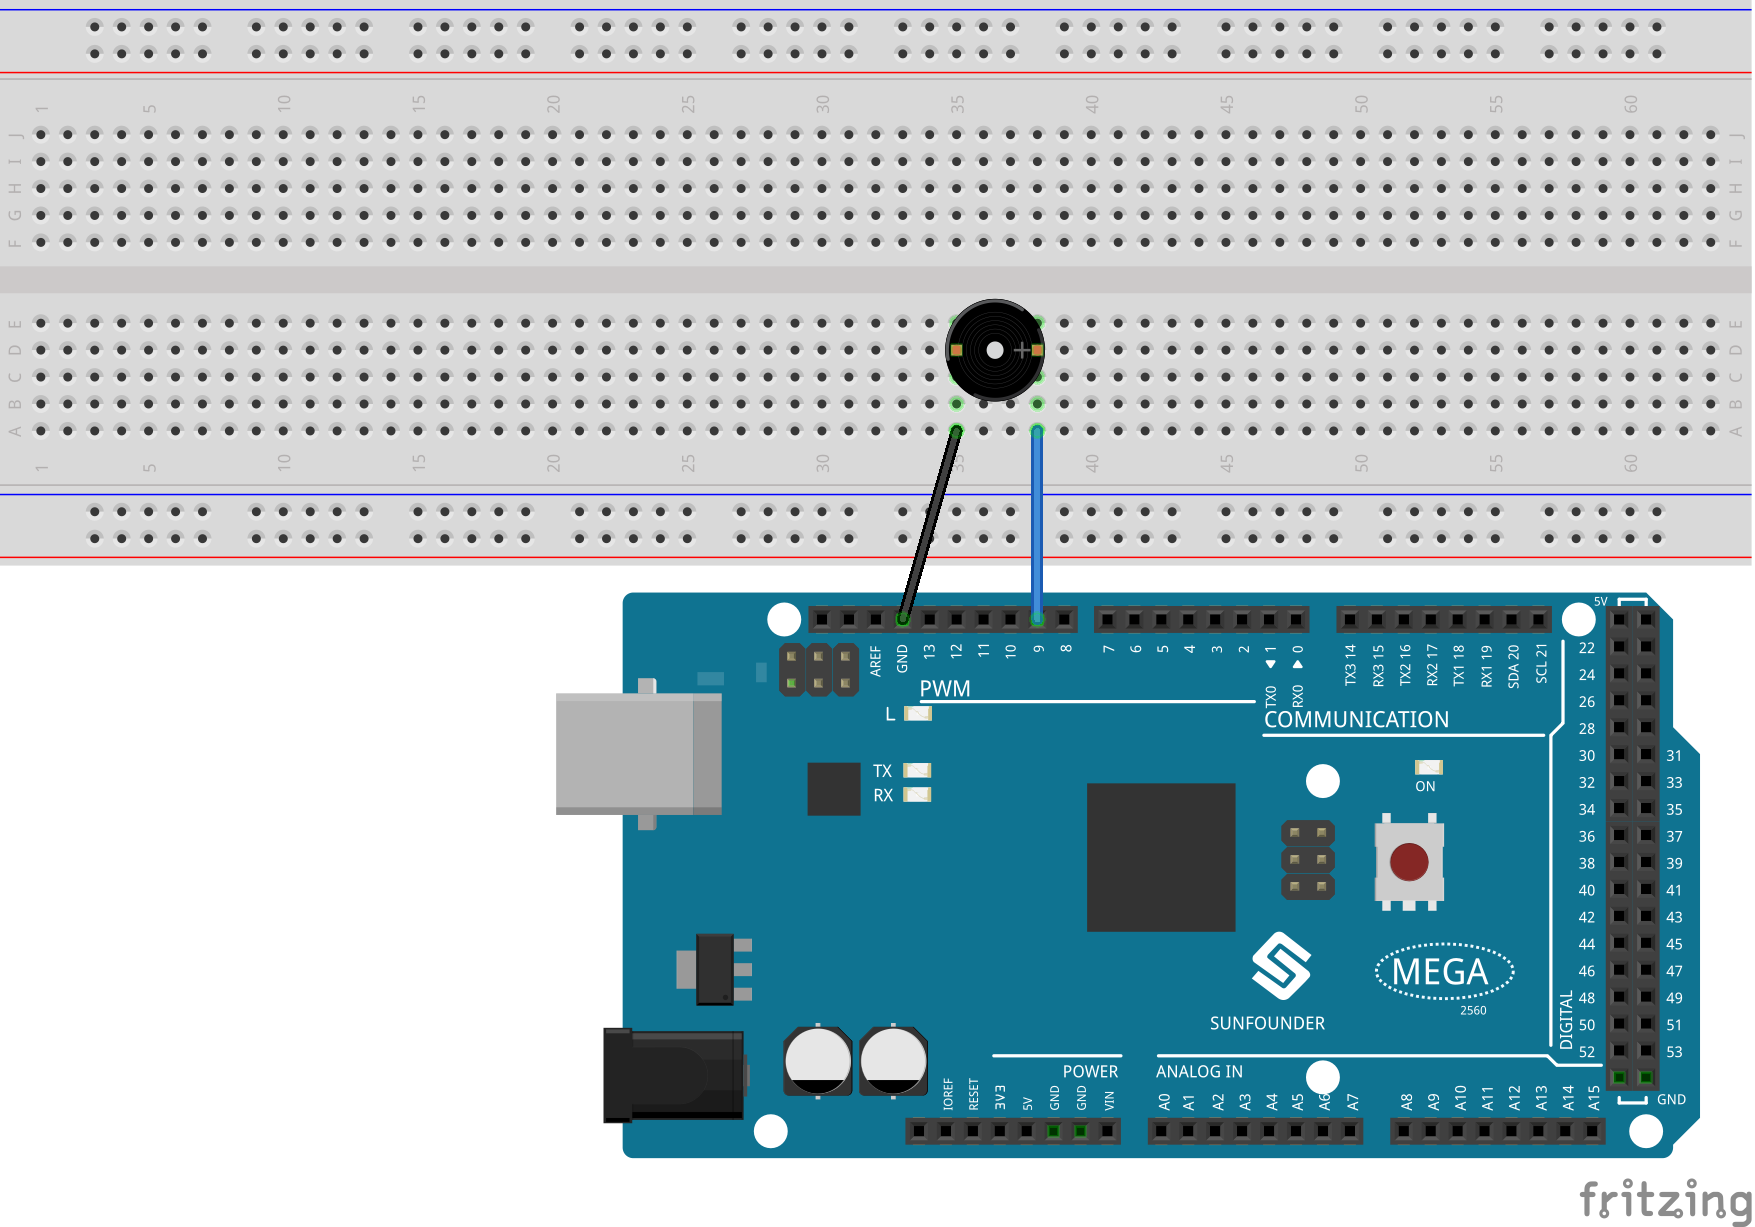 1 5 10 15 20 25 30 35 40 45 50 55 60
J J
I I
H H
G G
F F
E E
D D
C C
B B
A A
1 5 10 15 20 25 30 35 40 45 50 55 60
5V
AREF GND 13 12 11 10 9 8 7 6 5 4 3 2 1 0
TX0 RX0
TX3 14 RX3 15 TX2 16 RX2 17 TX1 18 RX1 19 SDA 20 SCL 21
PWM
COMMUNICATION
L
TX
RX
ON
22
24
26
28
30 31
32 33
34 35
36 37
38 39
40 41
42 43
44 45
46 47
48 49
50 51
52 53
DIGITAL
GND
MEGA
2560
SUNFOUNDER
POWER
ANALOG IN
IOREF RESET 3V3 5V GND GND VIN
A0 A1 A2 A3 A4 A5 A6 A7
A8 A9 A10 A11 A12 A13 A14 A15
fritzing